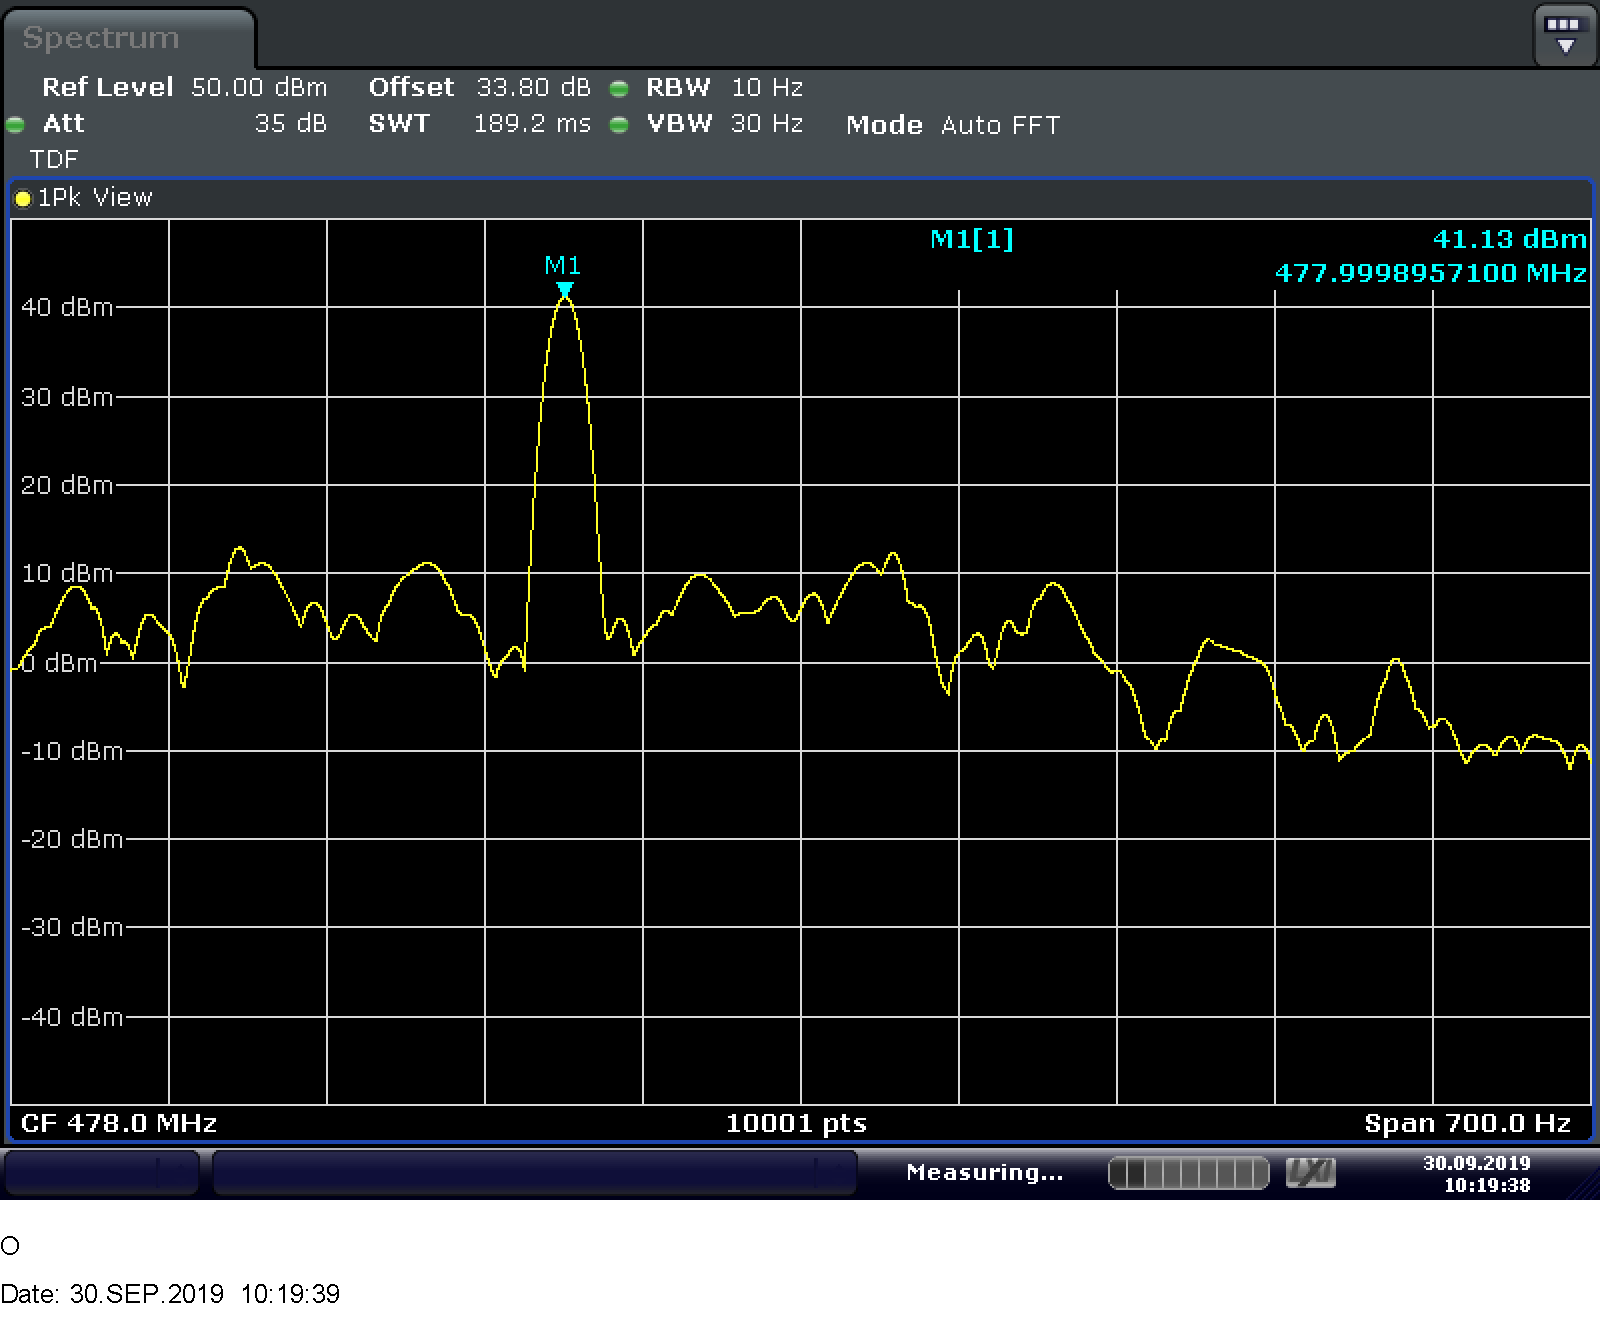 Spectrum
Ref Level 50.00 dBm Offset 33.80 dB RBW 10 Hz
Att 35 dB SWT 189.2 ms VBW 30 Hz Mode Auto FFT
TDF
1Pk View
M1[1] 41.13 dBm
477.9998957100 MHz
M1
40 dBm
30 dBm
20 dBm
10 dBm
0 dBm
-10 dBm
-20 dBm
-30 dBm
-40 dBm
CF 478.0 MHz 10001 pts Span 700.0 Hz
Measuring... LXI 30.09.2019
10:19:38
O
Date: 30.SEP.2019 10:19:39